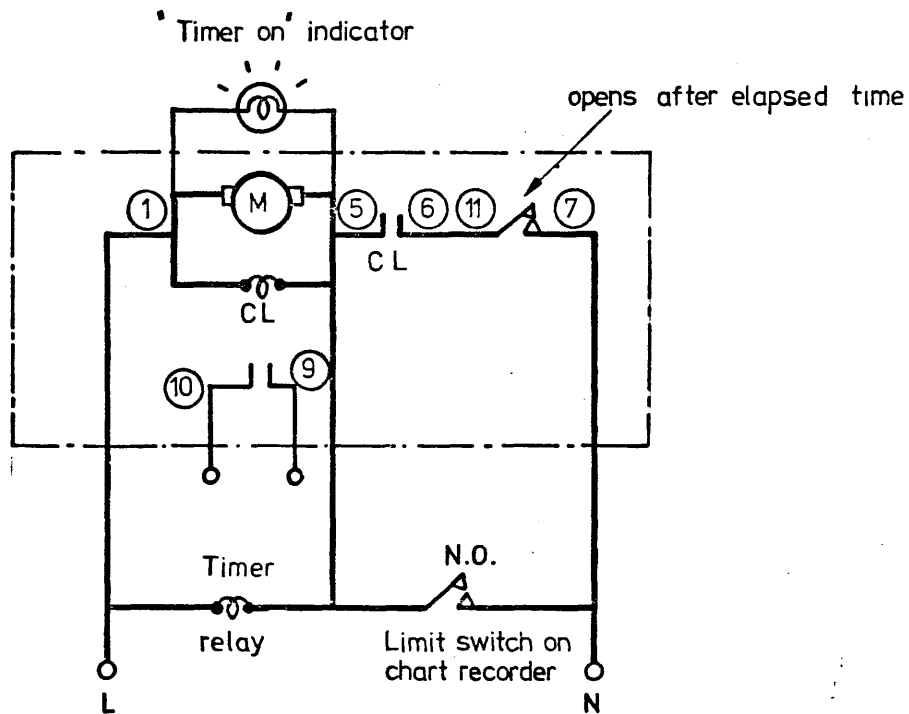 'Timer on' indicator
opens after elapsed time
M
1
5
6
11
7
CL
CL
10
9
Timer
relay
N.O.
Limit switch on
chart recorder
L
N